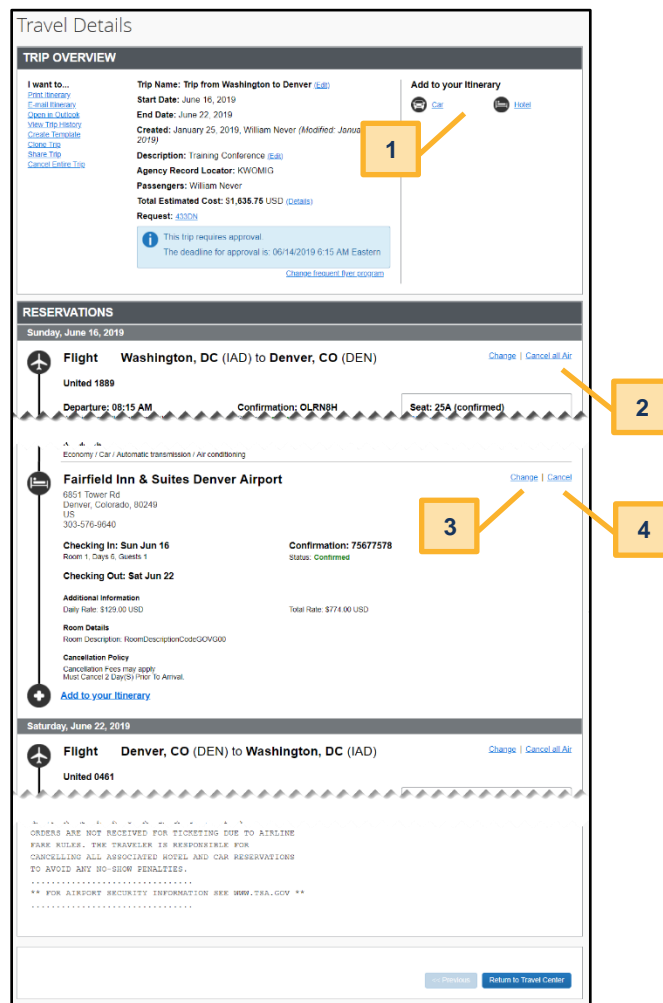 Travel Details
TRIP OVERVIEW
I want to...
Print Itinerary
E-mail Itinerary
Open in Outlook
View Trip History
Create Template
Clone Trip
Share Trip
Cancel Entire Trip
Trip Name: Trip from Washington to Denver (Edit)
Start Date: June 16, 2019
End Date: June 22, 2019
Created: January 25, 2019, William Never (Modified:
2019)
Description: Training Conference (Edit)
Agency Record Locator: KWOMIG
Passengers: William Never
Total Estimated Cost: $1,635.75 USD (Details)
Request: 433DN
This trip requires approval.
The deadline for approval is: 06/14/2019 6:15 AM Eastern
Change frequent flyer program
Add to your Itinerary
Car Hotel
1
RESERVATIONS
Sunday, June 16, 2019
Flight Washington, DC (IAD) to Denver, CO (DEN) Change | Cancel all Air
United 1889
Departure: 08:15 AM Confirmation: OLRN8H Seat: 25A (confirmed)
2
Economy / Car / Automatic transmission / Air conditioning
Fairfield Inn & Suites Denver Airport Change | Cancel
6851 Tower Rd
Denver, Colorado, 80249
US
303-576-9640
3
4
Checking In: Sun Jun 16 Confirmation: 75677578
Room 1, Days 6, Guests 1 Status: Confirmed
Checking Out: Sat Jun 22
Additional Information
Daily Rate: $129.00 USD Total Rate: $774.00 USD
Room Details
Room Description: RoomDescriptionCodeGOVG00
Cancellation Policy
Cancellation Fees may apply
Must Cancel 2 Day(S) Prior To Arrival.
Add to your Itinerary
Saturday, June 22, 2019
Flight Denver, CO (DEN) to Washington, DC (IAD) Change | Cancel all Air
United 0461
ORDERS ARE NOT RECEIVED FOR TICKETING DUE TO AIRLINE
FARE RULES. THE TRAVELER IS RESPONSIBLE FOR
CANCELLING ALL ASSOCIATED HOTEL AND CAR RESERVATIONS
TO AVOID ANY NO-SHOW PENALTIES.
................................
** FOR AIRPORT SECURITY INFORMATION SEE WWW.TSA.GOV **
................................
<< Previous Return to Travel Center